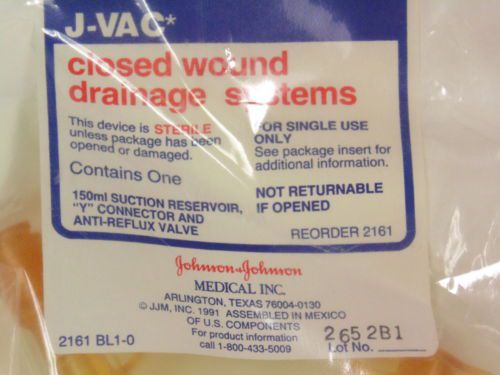 J-VAC*
closed wound
drainage systems
This device is STERILE
unless package has been
opened or damaged.
Contains One
150ml SUCTION RESERVOIR,
"Y" CONNECTOR AND
ANTI-REFLUX VALVE
FOR SINGLE USE
ONLY
See package insert for
additional information.
NOT RETURNABLE
IF OPENED
REORDER 2161
Johnson & Johnson
MEDICAL INC.
ARLINGTON, TEXAS 76004-0130
© JJM, INC. 1991 ASSEMBLED IN MEXICO
OF U.S. COMPONENTS
For product information
call 1-800-433-5009
2161 BL1-0
2652B1
Lot No.